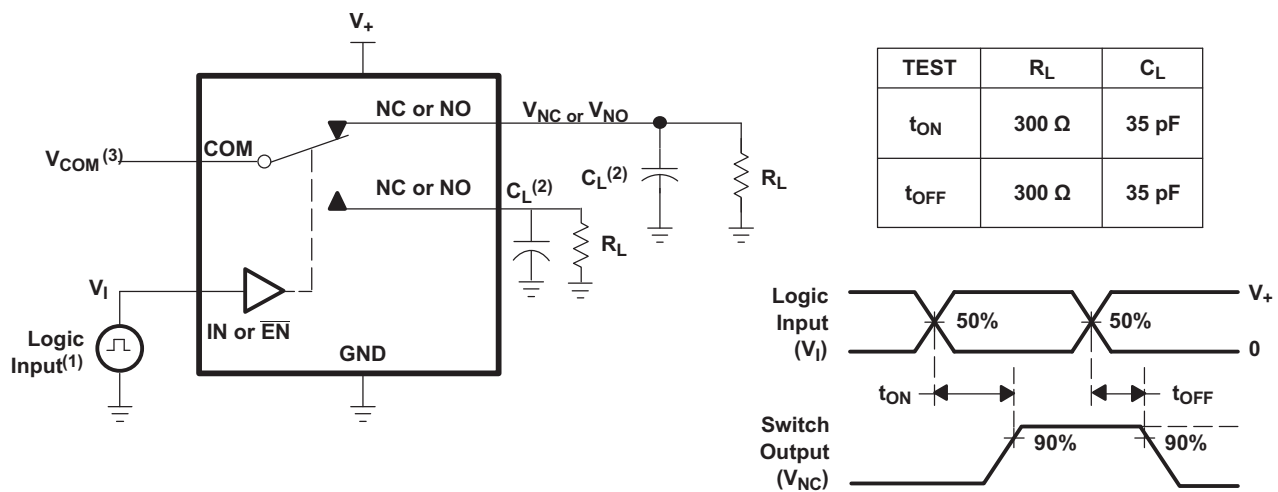 V+
NC or NO
VNC or VNO
VCOM(3)
COM
CL(2)
RL
NC or NO
CL(2)
RL
VI
IN or E̅N̅
Logic
Input(1)
GND
TEST RL CL
tON 300 Ω 35 pF
tOFF 300 Ω 35 pF
Logic
Input
(VI)
50%
50%
V+
0
tON
tOFF
Switch
Output
(VNC)
90%
90%